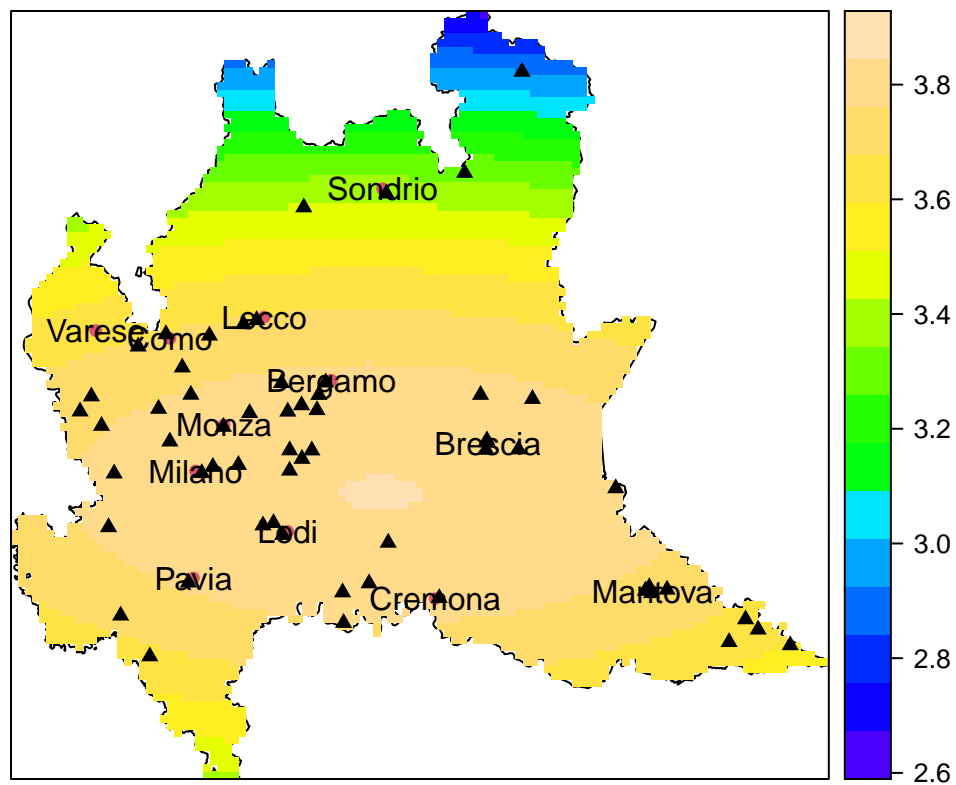 3.8
3.6
Sondrio
3.4
Lecco
Varese
Como
Bergamo
3.2
Monza
Brescia
Milano
3.0
Lodi
Pavia
Cremona
Mantova
2.8
2.6